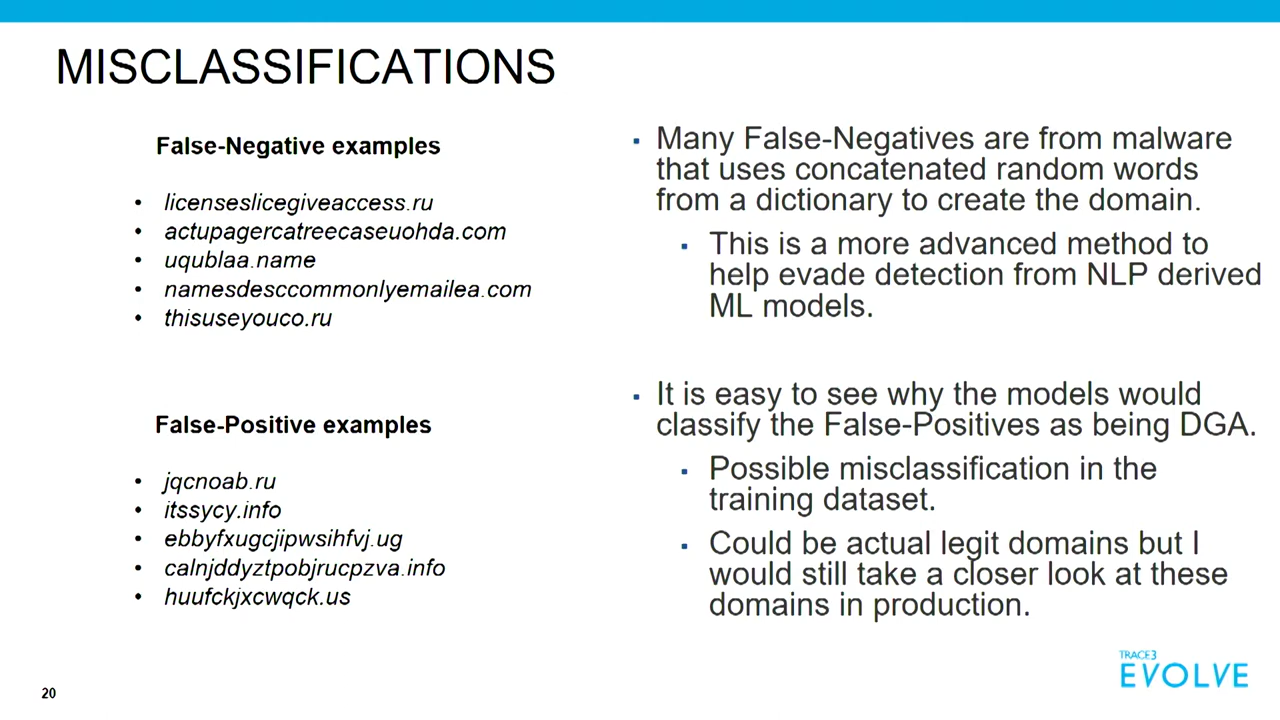 MISCLASSIFICATIONS
False-Negative examples
• licenseslicegiveaccess.ru
• actupagercatreecaseuohda.com
• uqublaa.name
• namesdesccommonlyemailea.com
• thisuseyouco.ru
False-Positive examples
• jqcnoab.ru
• itssycy.info
• ebbyfxugcjipwsihfvj.ug
• calnjddyztpobjrucpzva.info
• huufckjxcwqck.us
▪ Many False-Negatives are from malware
that uses concatenated random words
from a dictionary to create the domain.
▪ This is a more advanced method to
help evade detection from NLP derived
ML models.
▪ It is easy to see why the models would
classify the False-Positives as being DGA.
▪ Possible misclassification in the
training dataset.
▪ Could be actual legit domains but I
would still take a closer look at these
domains in production.
TRACE3
EVOLVE
20